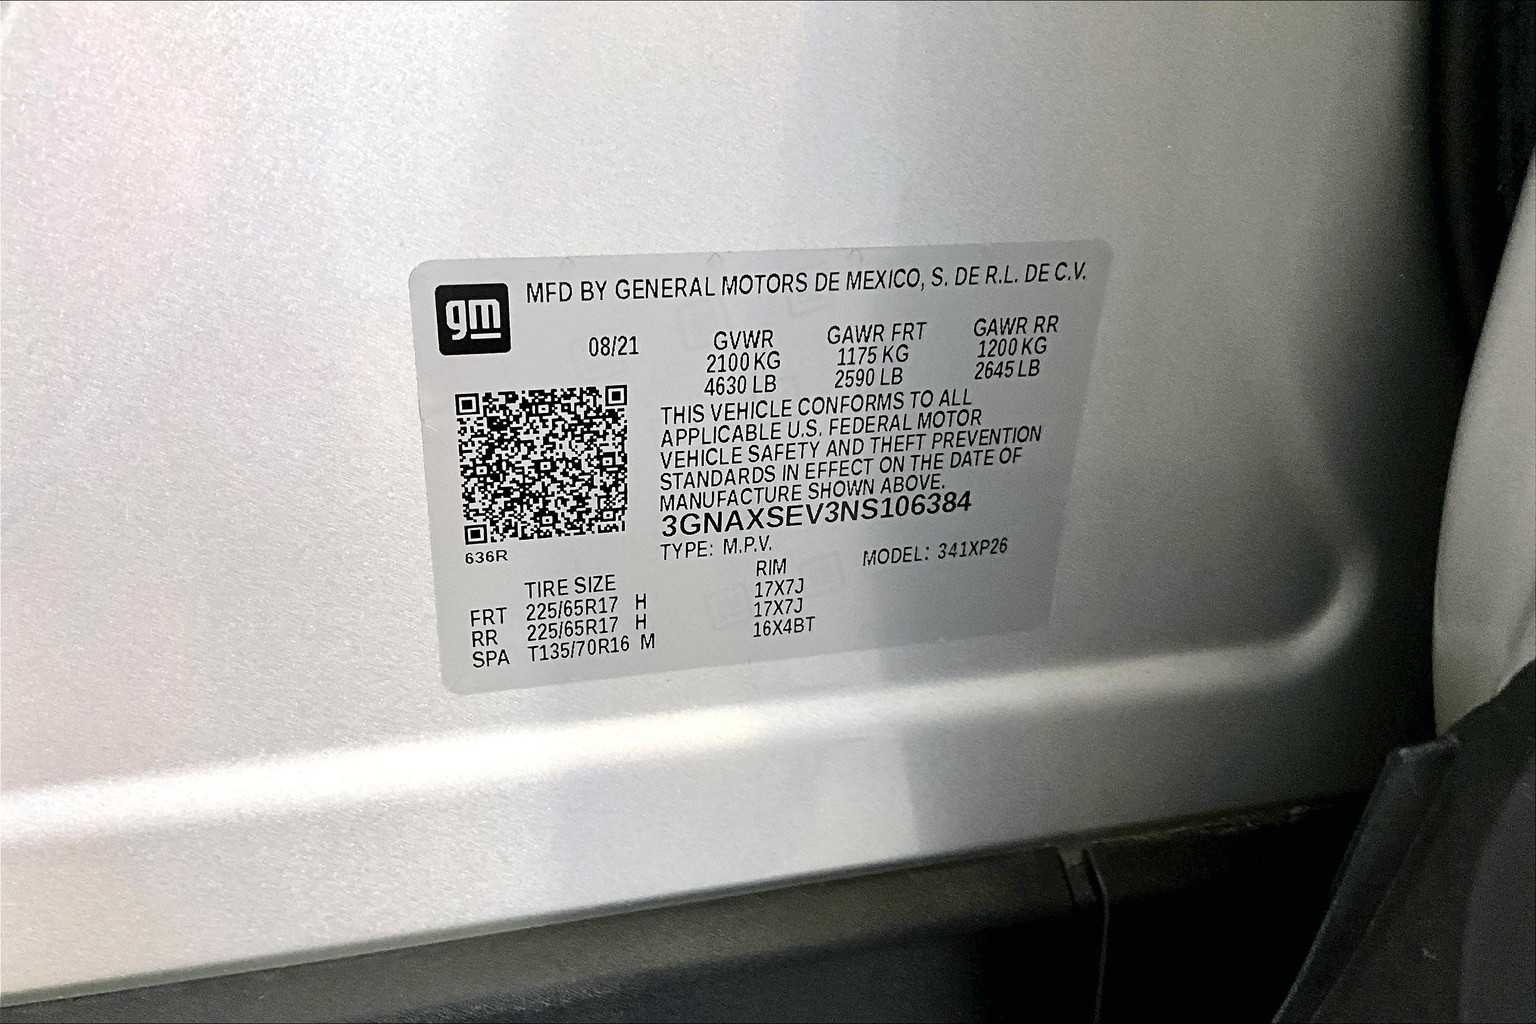 gm
MFD BY GENERAL MOTORS DE MEXICO, S. DE R.L. DE C.V.
08/21 GVWR GAWR FRT GAWR RR
2100 KG 1175 KG 1200 KG
4630 LB 2590 LB 2645 LB
THIS VEHICLE CONFORMS TO ALL
APPLICABLE U.S. FEDERAL MOTOR
VEHICLE SAFETY AND THEFT PREVENTION
STANDARDS IN EFFECT ON THE DATE OF
MANUFACTURE SHOWN ABOVE.
3GNAXSEV3NS106384
636R
TYPE: M.P.V. MODEL: 341XP26
TIRE SIZE RIM
FRT 225/65R17 H 17X7J
RR 225/65R17 H 17X7J
SPA T135/70R16 M 16X4BT